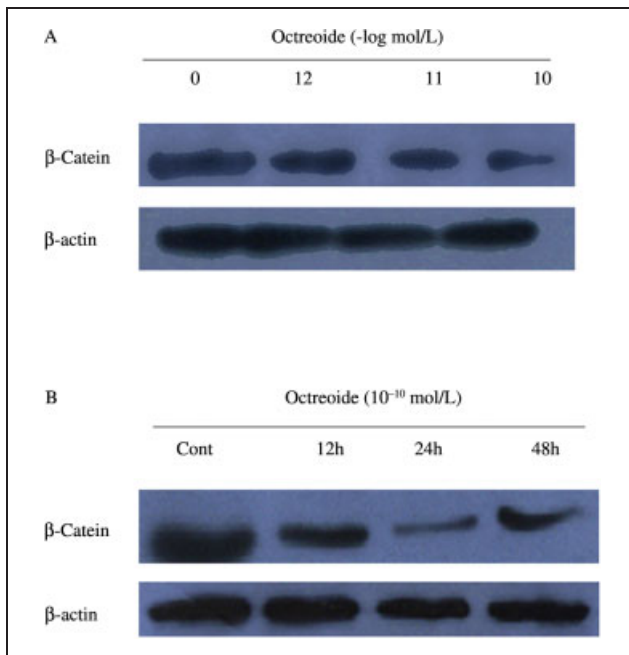 A Octreoide (-log mol/L)
0 12 11 10
β-Catein
β-actin
B Octreoide (10⁻¹⁰ mol/L)
Cont 12h 24h 48h
β-Catein
β-actin